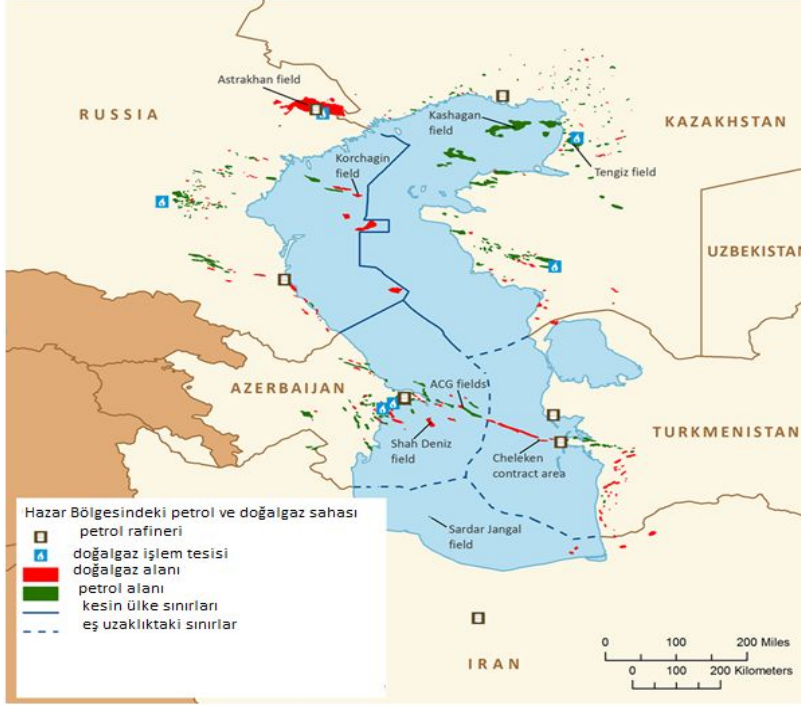 Astrakhan field
RUSSIA
Kashagan
field
KAZAKHSTAN
Korchagin
field
Tengiz field
UZBEKISTAN
AZERBAIJAN
ACG fields
Shah Deniz
field
Cheleken
contract area
TURKMENISTAN
Sardar Jangal
field
Hazar Bölgesindeki petrol ve doğalgaz sahası
petrol rafineri
doğalgaz işlem tesisi
doğalgaz alanı
petrol alanı
kesin ülke sınırları
eş uzaklıktaki sınırlar
IRAN
0 100 200 Miles
0 100 200 Kilometers